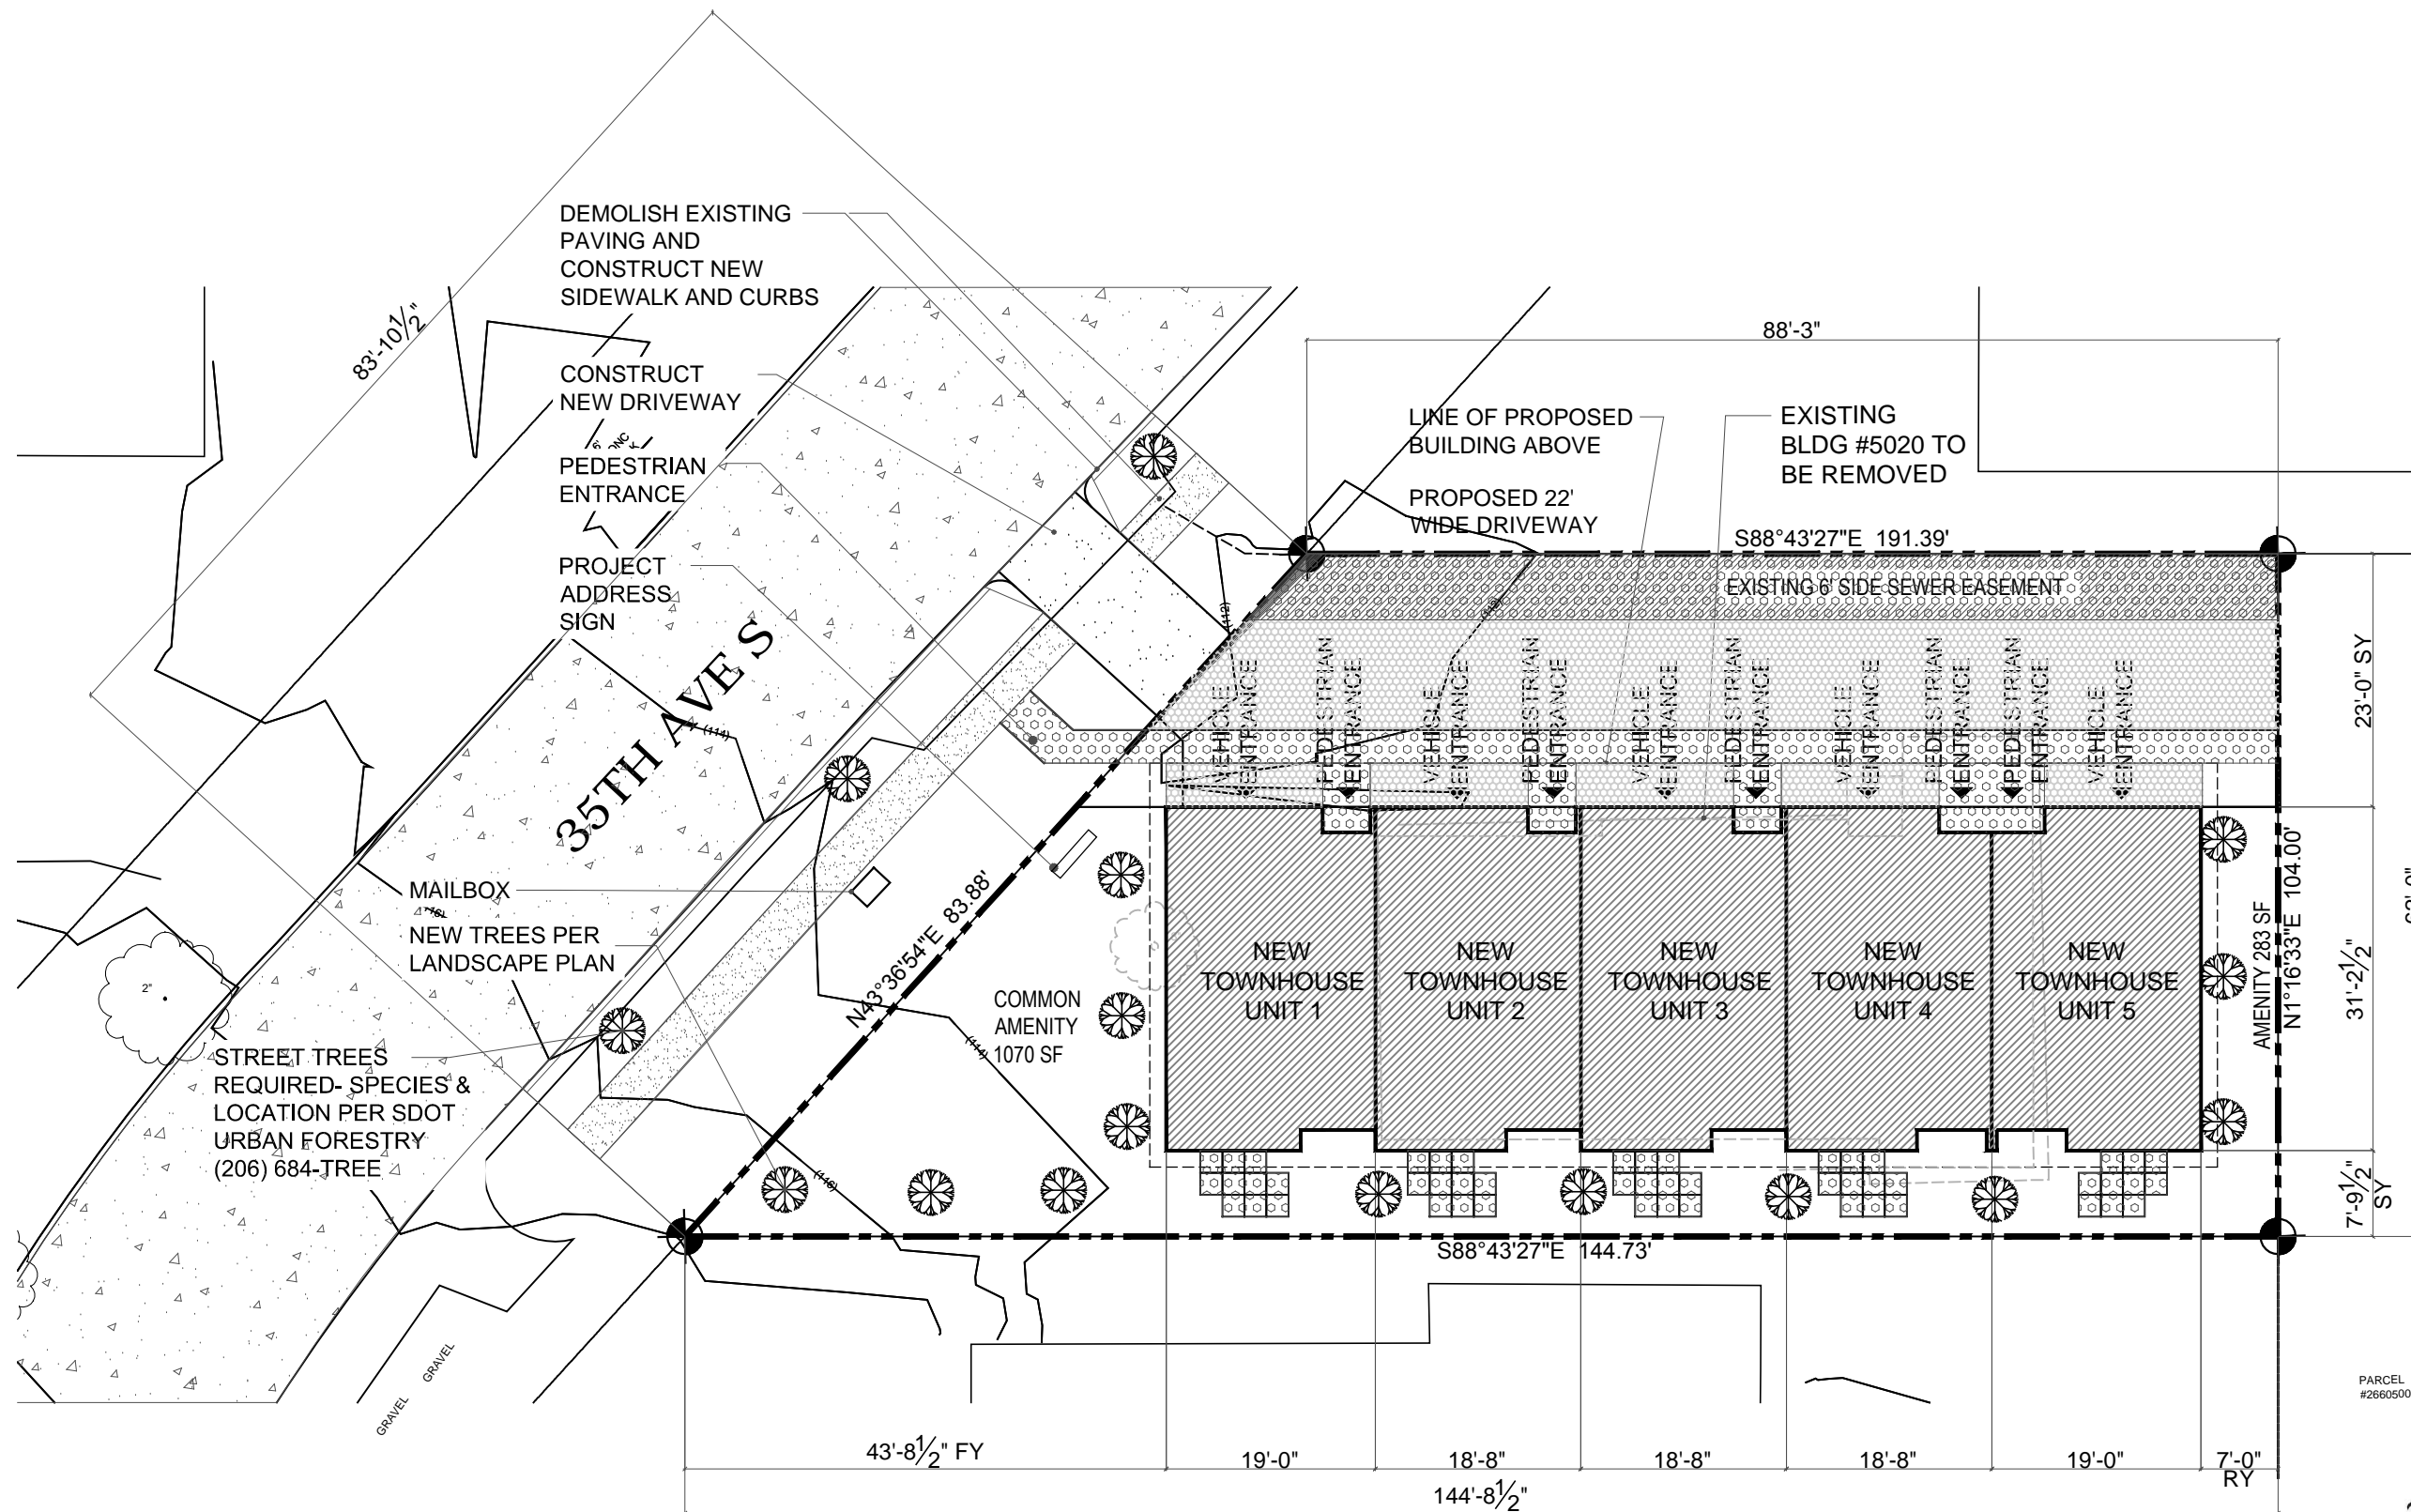 83'-10½"
DEMOLISH EXISTING
PAVING AND
CONSTRUCT NEW
SIDEWALK AND CURBS
CONSTRUCT
NEW DRIVEWAY
PEDESTRIAN
ENTRANCE
PROJECT
ADDRESS
SIGN
35TH AVE S
(114)
MAILBOX
NEW TREES PER
LANDSCAPE PLAN
2"
STREET TREES
REQUIRED- SPECIES &
LOCATION PER SDOT
URBAN FORESTRY
(206) 684-TREE
GRAVEL
GRAVEL
88'-3"
LINE OF PROPOSED
BUILDING ABOVE
EXISTING
BLDG #5020 TO
BE REMOVED
PROPOSED 22'
WIDE DRIVEWAY
S88°43'27"E 191.39'
EXISTING 6' SIDE SEWER EASEMENT
(112)
(112)
VEHICLE
ENTRANCE
PEDESTRIAN
ENTRANCE
VEHICLE
ENTRANCE
PEDESTRIAN
ENTRANCE
VEHICLE
ENTRANCE
PEDESTRIAN
ENTRANCE
VEHICLE
ENTRANCE
PEDESTRIAN
ENTRANCE
PEDESTRIAN
ENTRANCE
VEHICLE
ENTRANCE
23'-0" SY
N43°36'54"E 83.88'
COMMON
AMENITY
1070 SF
(114)
(116)
NEW
TOWNHOUSE
UNIT 1
NEW
TOWNHOUSE
UNIT 2
NEW
TOWNHOUSE
UNIT 3
NEW
TOWNHOUSE
UNIT 4
NEW
TOWNHOUSE
UNIT 5
AMENITY 283 SF
N1°16'33"E 104.00'
31'-2½"
7'-9½"
SY
S88°43'27"E 144.73'
PARCEL
#2660500
43'-8½" FY
19'-0"
18'-8"
18'-8"
18'-8"
19'-0"
7'-0"
RY
144'-8½"